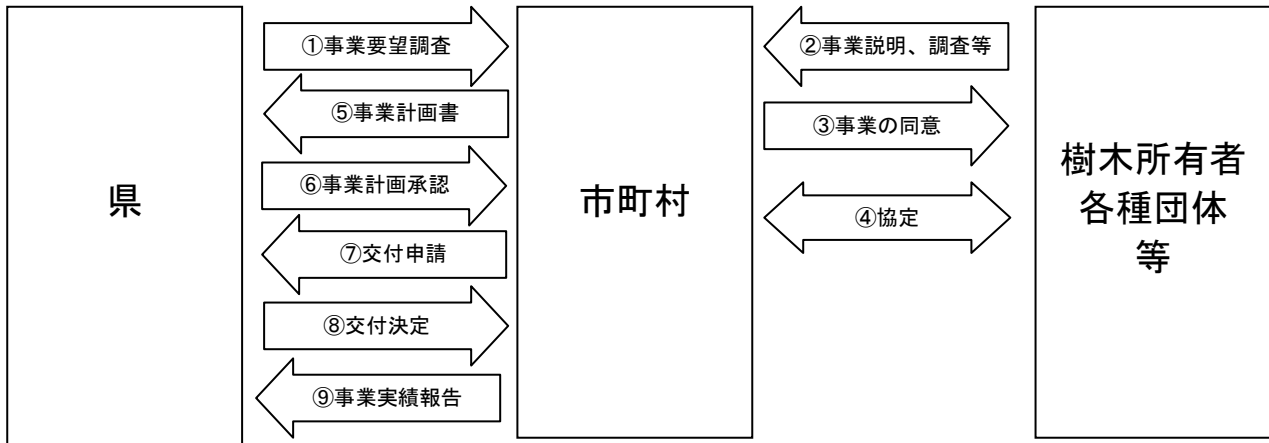 県
①事業要望調査
⑤事業計画書
⑥事業計画承認
⑦交付申請
⑧交付決定
⑨事業実績報告
市町村
②事業説明、調査等
③事業の同意
④協定
樹木所有者
各種団体
等